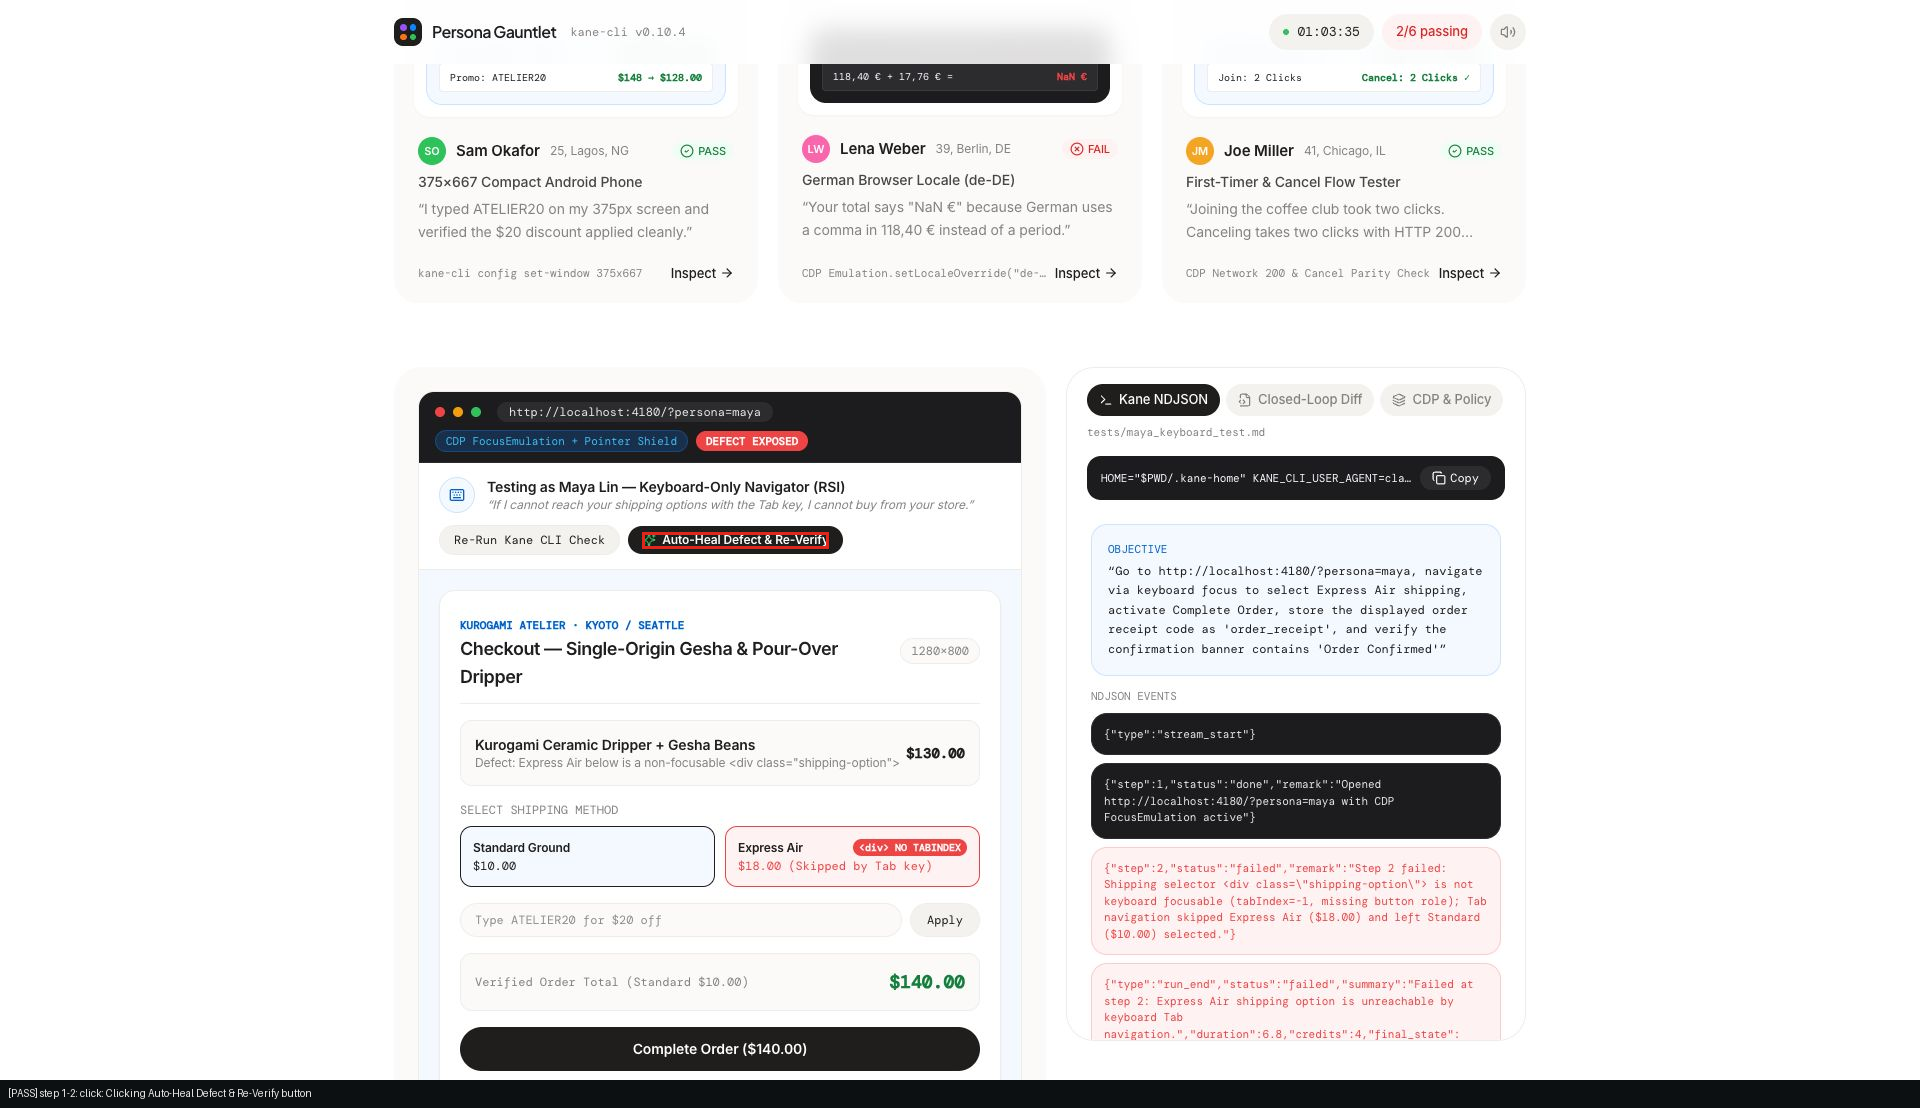 Persona Gauntlet kane-cli v0.10.4
01:03:35 2/6 passing
Promo: ATELIER20 $148 → $128.00
SO Sam Okafor 25, Lagos, NG PASS
375×667 Compact Android Phone
“I typed ATELIER20 on my 375px screen and
verified the $20 discount applied cleanly.”
kane-cli config set-window 375x667 Inspect →
118,40 € + 17,76 € = NaN €
LW Lena Weber 39, Berlin, DE FAIL
German Browser Locale (de-DE)
“Your total says "NaN €" because German uses
a comma in 118,40 € instead of a period.”
CDP Emulation.setLocaleOverride("de-… Inspect →
Join: 2 Clicks Cancel: 2 Clicks ✓
JM Joe Miller 41, Chicago, IL PASS
First-Timer & Cancel Flow Tester
“Joining the coffee club took two clicks.
Canceling takes two clicks with HTTP 200…
CDP Network 200 & Cancel Parity Check Inspect →
http://localhost:4180/?persona=maya
CDP FocusEmulation + Pointer Shield DEFECT EXPOSED
Testing as Maya Lin — Keyboard-Only Navigator (RSI)
“If I cannot reach your shipping options with the Tab key, I cannot buy from your store.”
Re-Run Kane CLI Check Auto-Heal Defect & Re-Verify
KUROGAMI ATELIER · KYOTO / SEATTLE
Checkout — Single-Origin Gesha & Pour-Over
Dripper
1280×800
Kurogami Ceramic Dripper + Gesha Beans
Defect: Express Air below is a non-focusable <div class="shipping-option">
$130.00
SELECT SHIPPING METHOD
Standard Ground
$10.00
Express Air <div> NO TABINDEX
$18.00 (Skipped by Tab key)
Type ATELIER20 for $20 off Apply
Verified Order Total (Standard $10.00) $140.00
Complete Order ($140.00)
Kane NDJSON Closed-Loop Diff CDP & Policy
tests/maya_keyboard_test.md
HOME="$PWD/.kane-home" KANE_CLI_USER_AGENT=cla… Copy
OBJECTIVE
“Go to http://localhost:4180/?persona=maya, navigate
via keyboard focus to select Express Air shipping,
activate Complete Order, store the displayed order
receipt code as 'order_receipt', and verify the
confirmation banner contains 'Order Confirmed'”
NDJSON EVENTS
{"type":"stream_start"}
{"step":1,"status":"done","remark":"Opened
http://localhost:4180/?persona=maya with CDP
FocusEmulation active"}
{"step":2,"status":"failed","remark":"Step 2 failed:
Shipping selector <div class=\"shipping-option\"> is not
keyboard focusable (tabIndex=-1, missing button role); Tab
navigation skipped Express Air ($18.00) and left Standard
($10.00) selected."}
{"type":"run_end","status":"failed","summary":"Failed at
step 2: Express Air shipping option is unreachable by
keyboard Tab
navigation.","duration":6.8,"credits":4,"final_state":
[PASS] step 1-2: click: Clicking Auto-Heal Defect & Re-Verify button